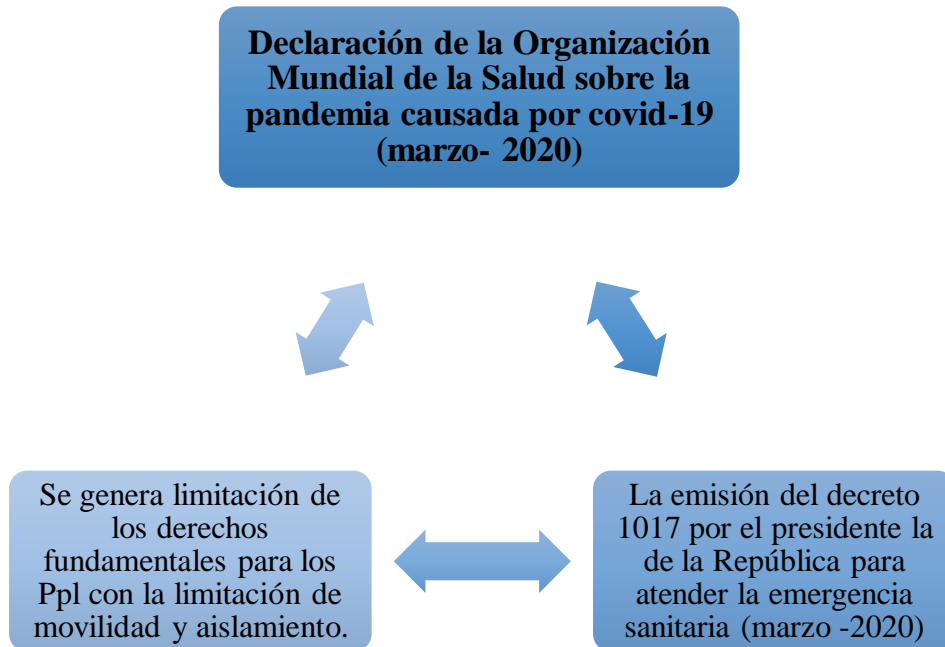 Declaración de la Organización
Mundial de la Salud sobre la
pandemia causada por covid-19
(marzo- 2020)
Se genera limitación de
los derechos
fundamentales para los
Ppl con la limitación de
movilidad y aislamiento.
La emisión del decreto
1017 por el presidente la
de la República para
atender la emergencia
sanitaria (marzo -2020)